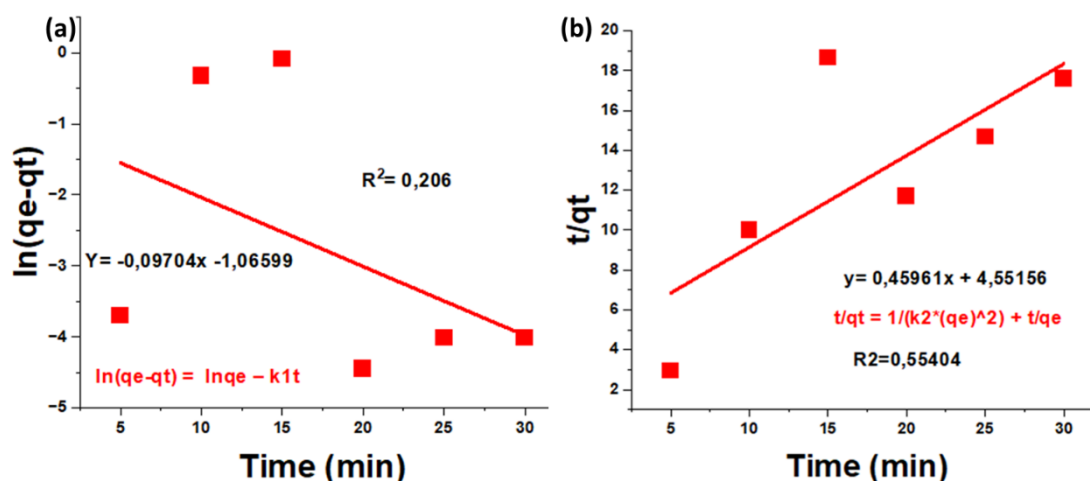 (a)
0
−1
−2
−3
−4
−5
ln(qe-qt)
R²= 0,206
Y= -0,09704x -1,06599
ln(qe-qt) = lnqe – k1t
5 10 15 20 25 30
Time (min)
(b)
20
18
16
14
12
10
8
6
4
2
t/qt
y= 0,45961x + 4,55156
t/qt = 1/(k2*(qe)^2) + t/qe
R2=0,55404
5 10 15 20 25 30
Time (min)